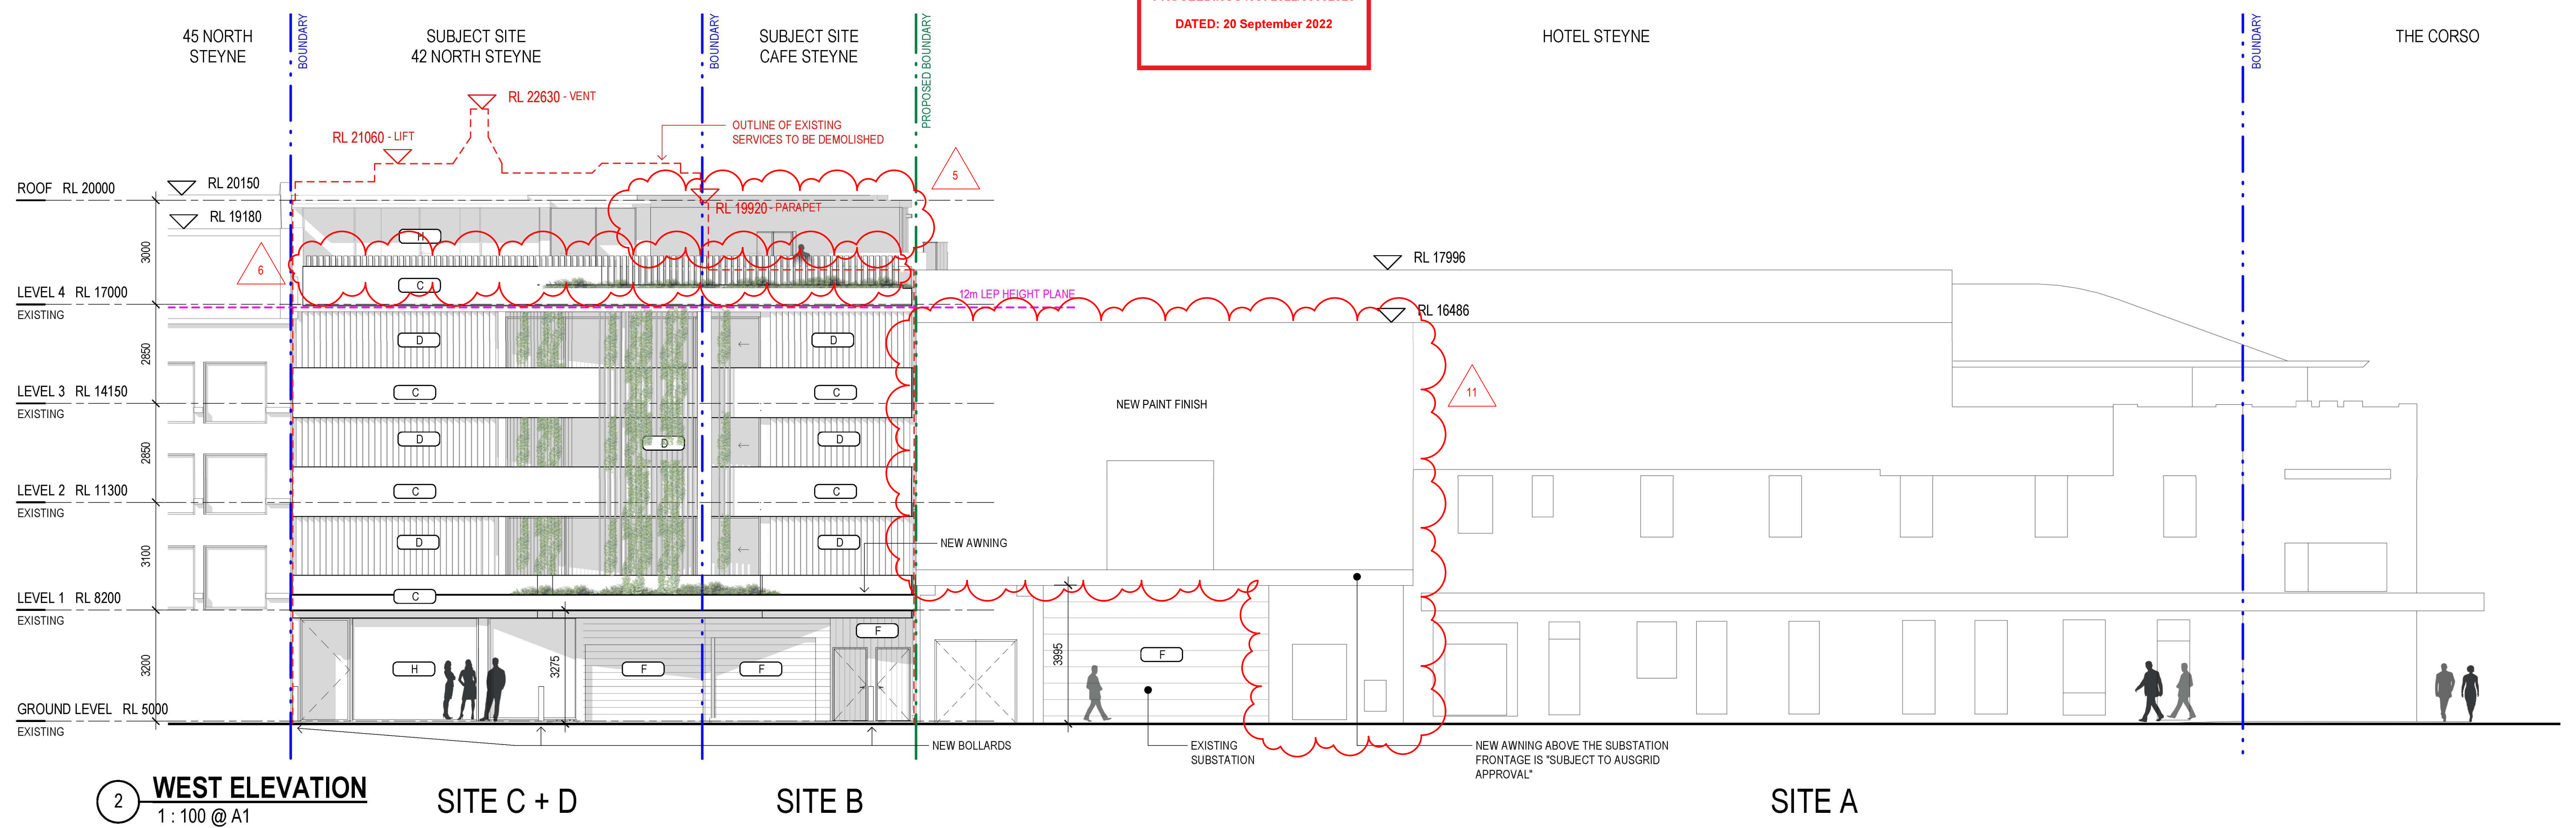 DATED: 20 September 2022
45 NORTH
STEYNE
BOUNDARY
SUBJECT SITE
42 NORTH STEYNE
BOUNDARY
SUBJECT SITE
CAFE STEYNE
PROPOSED BOUNDARY
HOTEL STEYNE
BOUNDARY
THE CORSO
RL 22630 - VENT
RL 21060 - LIFT
OUTLINE OF EXISTING
SERVICES TO BE DEMOLISHED
5
ROOF RL 20000
RL 20150
RL 19180
RL 19920 - PARAPET
3000
H
6
C
RL 17996
LEVEL 4 RL 17000
EXISTING
12m LEP HEIGHT PLANE
RL 16486
2850
D
D
LEVEL 3 RL 14150
EXISTING
C
C
11
NEW PAINT FINISH
2850
D
D
D
LEVEL 2 RL 11300
EXISTING
C
C
3100
D
D
NEW AWNING
LEVEL 1 RL 8200
EXISTING
C
3200
H
3275
F
F
F
3995
F
GROUND LEVEL RL 5000
EXISTING
NEW BOLLARDS
EXISTING
SUBSTATION
NEW AWNING ABOVE THE SUBSTATION
FRONTAGE IS "SUBJECT TO AUSGRID
APPROVAL"
2
WEST ELEVATION
1 : 100 @ A1
SITE C + D
SITE B
SITE A